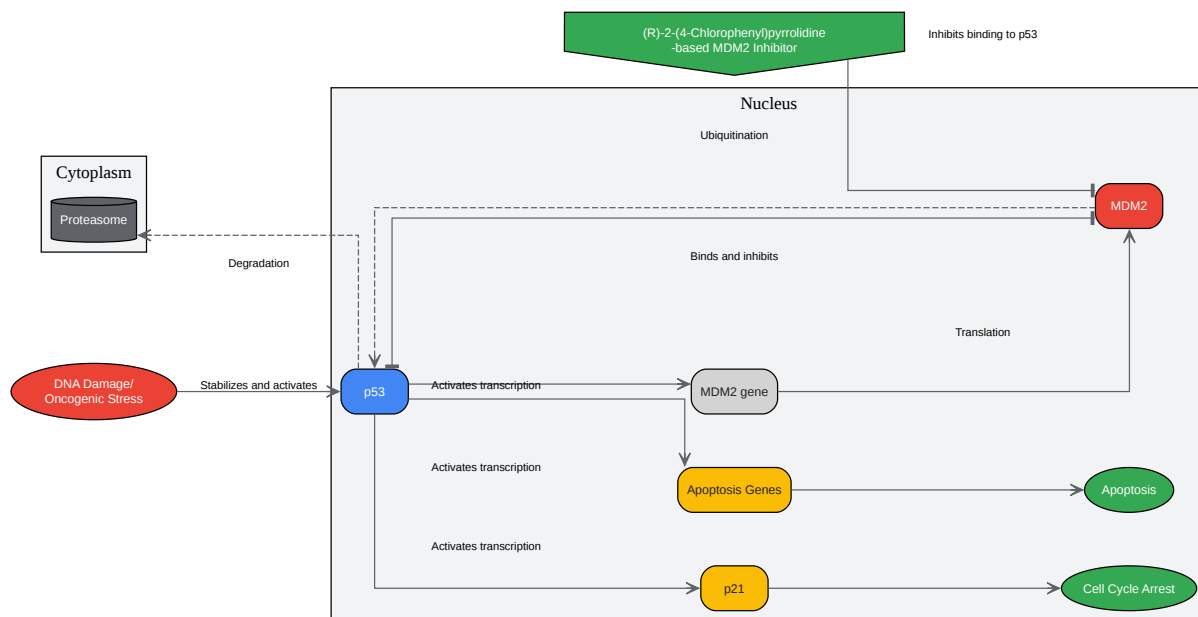 (R)-2-(4-Chlorophenyl)pyrrolidine
-based MDM2 Inhibitor
Inhibits binding to p53
Nucleus
Ubiquitination
Cytoplasm
Proteasome
MDM2
Degradation
Binds and inhibits
Translation
DNA Damage/
Oncogenic Stress
Stabilizes and activates
p53
Activates transcription
MDM2 gene
Activates transcription
Apoptosis Genes
Apoptosis
Activates transcription
p21
Cell Cycle Arrest